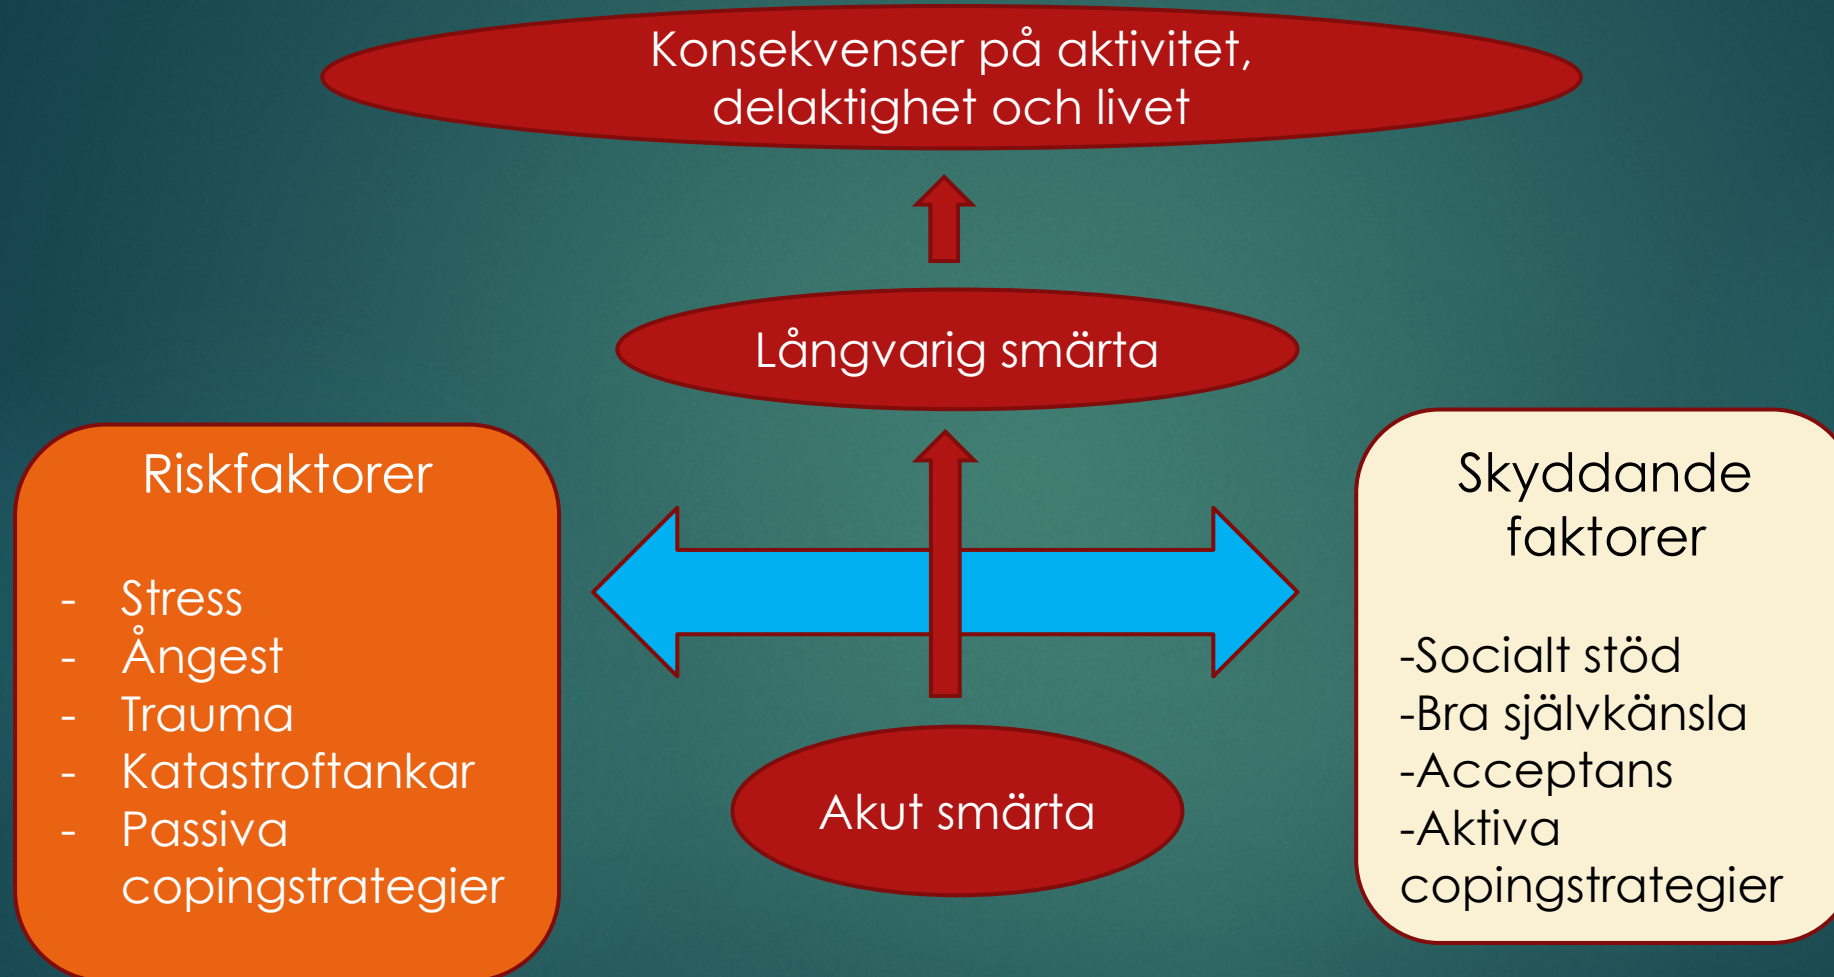 Konsekvenser på aktivitet,
delaktighet och livet
Långvarig smärta
Riskfaktorer
- Stress
- Ångest
- Trauma
- Katastroftankar
- Passiva
copingstrategier
Akut smärta
Skyddande
faktorer
-Socialt stöd
-Bra självkänsla
-Acceptans
-Aktiva
copingstrategier